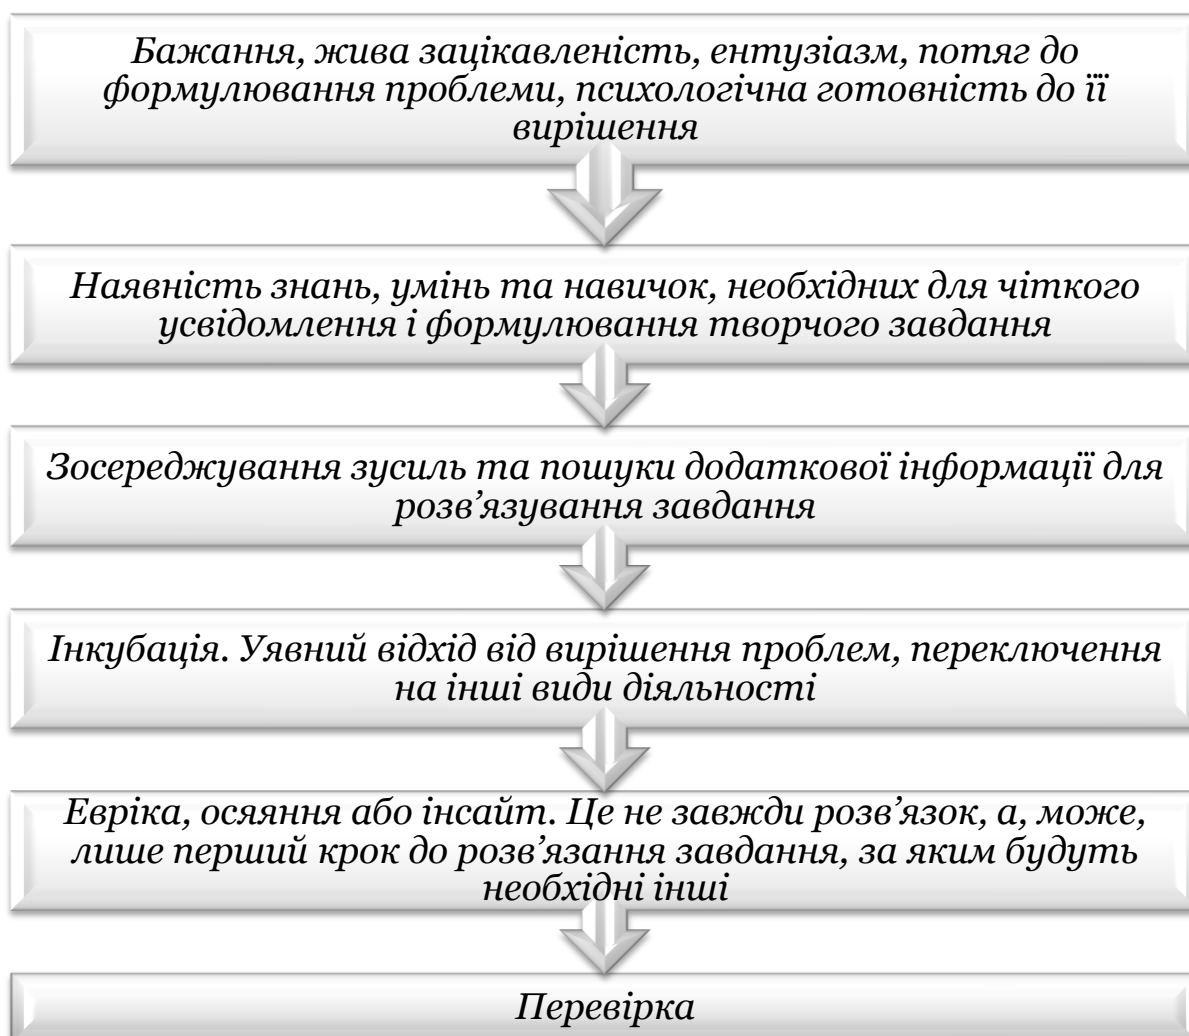 Бажання, жива зацікавленість, ентузіазм, потяг до
формулювання проблеми, психологічна готовність до її
вирішення
Наявність знань, умінь та навичок, необхідних для чіткого
усвідомлення і формулювання творчого завдання
Зосереджування зусиль та пошуки додаткової інформації для
розв’язування завдання
Інкубація. Уявний відхід від вирішення проблем, переключення
на інші види діяльності
Евріка, осяяння або інсайт. Це не завжди розв’язок, а, може,
лише перший крок до розв’язання завдання, за яким будуть
необхідні інші
Перевірка